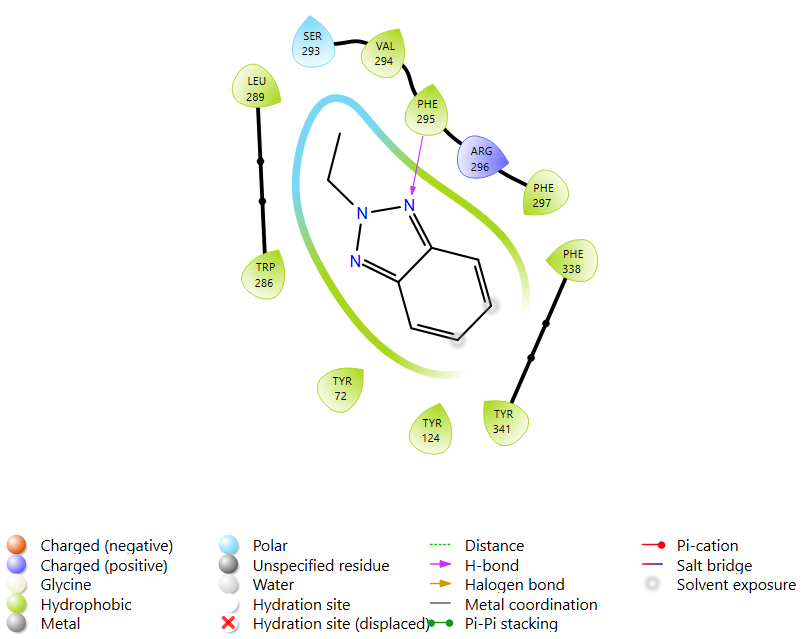 SER
293
VAL
294
LEU
289
PHE
295
ARG
296
PHE
297
N
N
N
PHE
338
TRP
286
TYR
72
TYR
124
TYR
341
Charged (negative)
Charged (positive)
Glycine
Hydrophobic
Metal
Polar
Unspecified residue
Water
Hydration site
Hydration site (displaced)
Distance
H-bond
Halogen bond
Metal coordination
Pi-Pi stacking
Pi-cation
Salt bridge
Solvent exposure